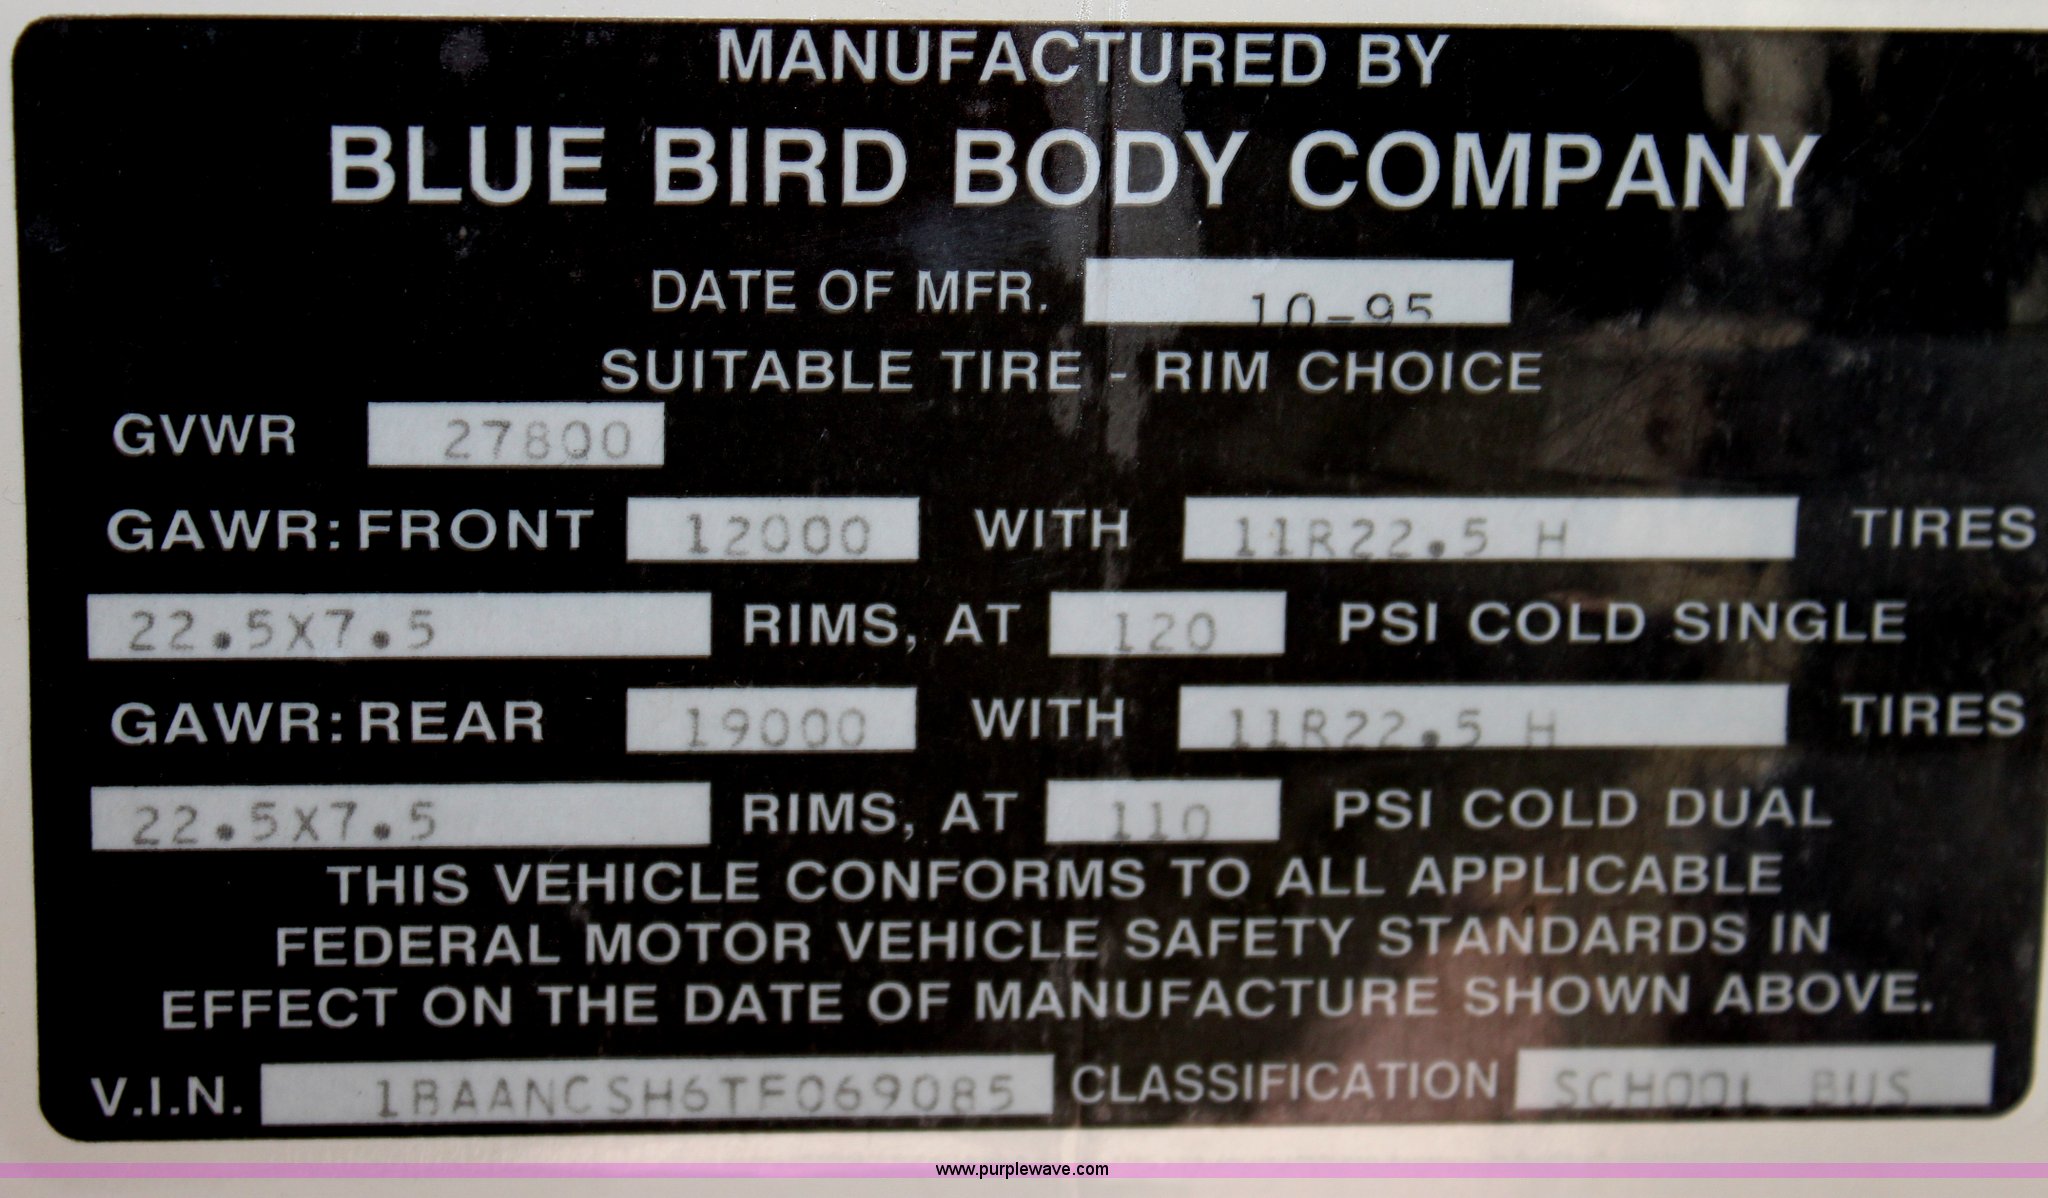 MANUFACTURED BY
BLUE BIRD BODY COMPANY
DATE OF MFR. 10-95
SUITABLE TIRE - RIM CHOICE
GVWR 27800
GAWR: FRONT 12000 WITH 11R22.5 H TIRES
22.5X7.5 RIMS, AT 120 PSI COLD SINGLE
GAWR: REAR 19000 WITH 11R22.5 H TIRES
22.5X7.5 RIMS, AT 110 PSI COLD DUAL
THIS VEHICLE CONFORMS TO ALL APPLICABLE
FEDERAL MOTOR VEHICLE SAFETY STANDARDS IN
EFFECT ON THE DATE OF MANUFACTURE SHOWN ABOVE.
V.I.N. 1BAANCSH6TF069085 CLASSIFICATION SCHOOL BUS
www.purplewave.com